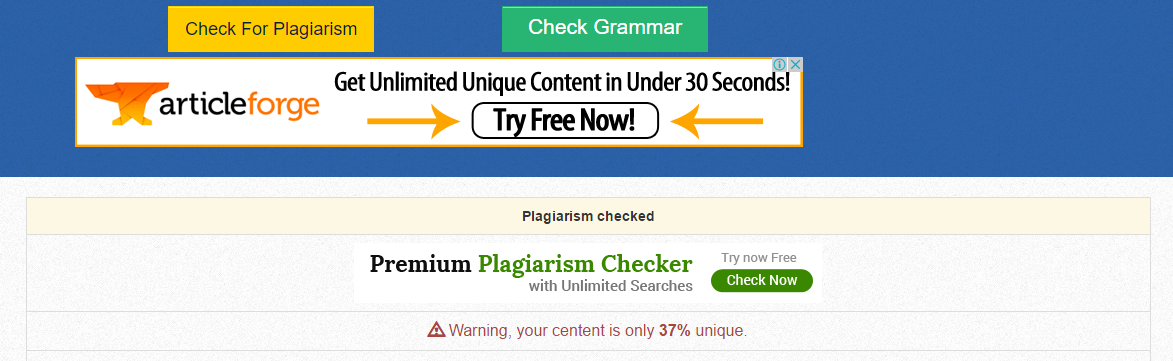 Check For Plagiarism
Check Grammar
articleforge
Get Unlimited Unique Content in Under 30 Seconds!
Try Free Now!
Plagiarism checked
Premium Plagiarism Checker
with Unlimited Searches
Try now Free
Check Now
Warning, your centent is only 37% unique.